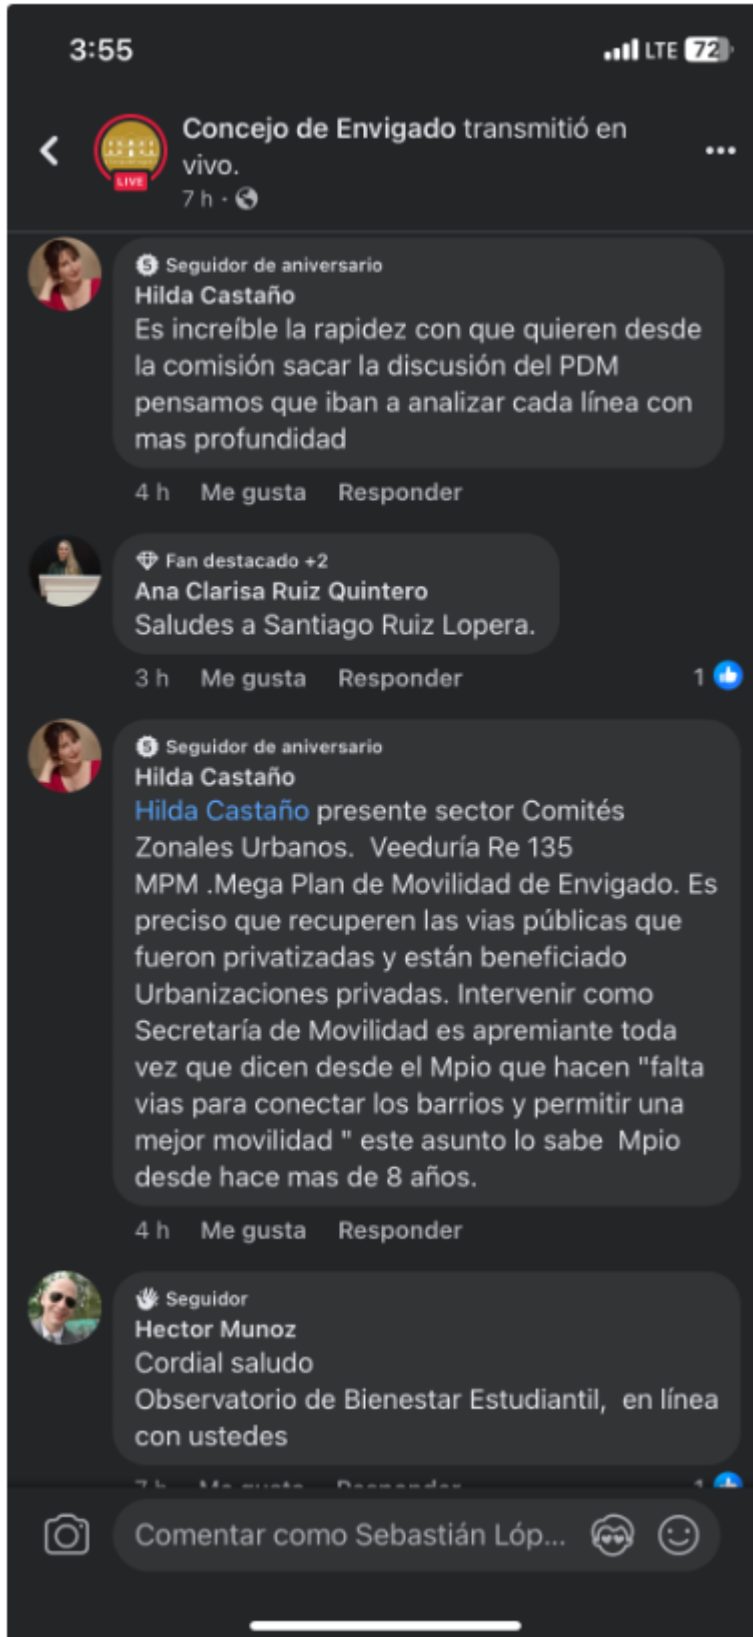 3:55
LTE 72
Concejo de Envigado transmitió en
vivo.
LIVE
7 h ·
Seguidor de aniversario
Hilda Castaño
Es increíble la rapidez con que quieren desde
la comisión sacar la discusión del PDM
pensamos que iban a analizar cada línea con
mas profundidad
4 h Me gusta Responder
Fan destacado +2
Ana Clarisa Ruiz Quintero
Saludes a Santiago Ruiz Lopera.
3 h Me gusta Responder 1
Seguidor de aniversario
Hilda Castaño
Hilda Castaño presente sector Comités
Zonales Urbanos. Veeduría Re 135
MPM .Mega Plan de Movilidad de Envigado. Es
preciso que recuperen las vias públicas que
fueron privatizadas y están beneficiado
Urbanizaciones privadas. Intervenir como
Secretaría de Movilidad es apremiante toda
vez que dicen desde el Mpio que hacen "falta
vias para conectar los barrios y permitir una
mejor movilidad " este asunto lo sabe Mpio
desde hace mas de 8 años.
4 h Me gusta Responder
Seguidor
Hector Munoz
Cordial saludo
Observatorio de Bienestar Estudiantil, en línea
con ustedes
7 h Me gusta Responder 1
Comentar como Sebastián Lóp...